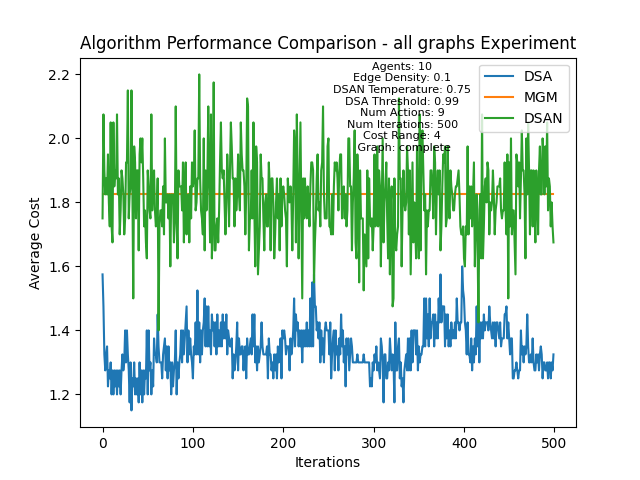 Algorithm Performance Comparison - all graphs Experiment
Agents: 10
Edge Density: 0.1
DSAN Temperature: 0.75
DSA Threshold: 0.99
Num Actions: 9
Num Iterations: 500
Cost Range: 4
Graph: complete
DSA
MGM
DSAN
2.2
2.0
1.8
1.6
1.4
1.2
Average Cost
0
100
200
300
400
500
Iterations